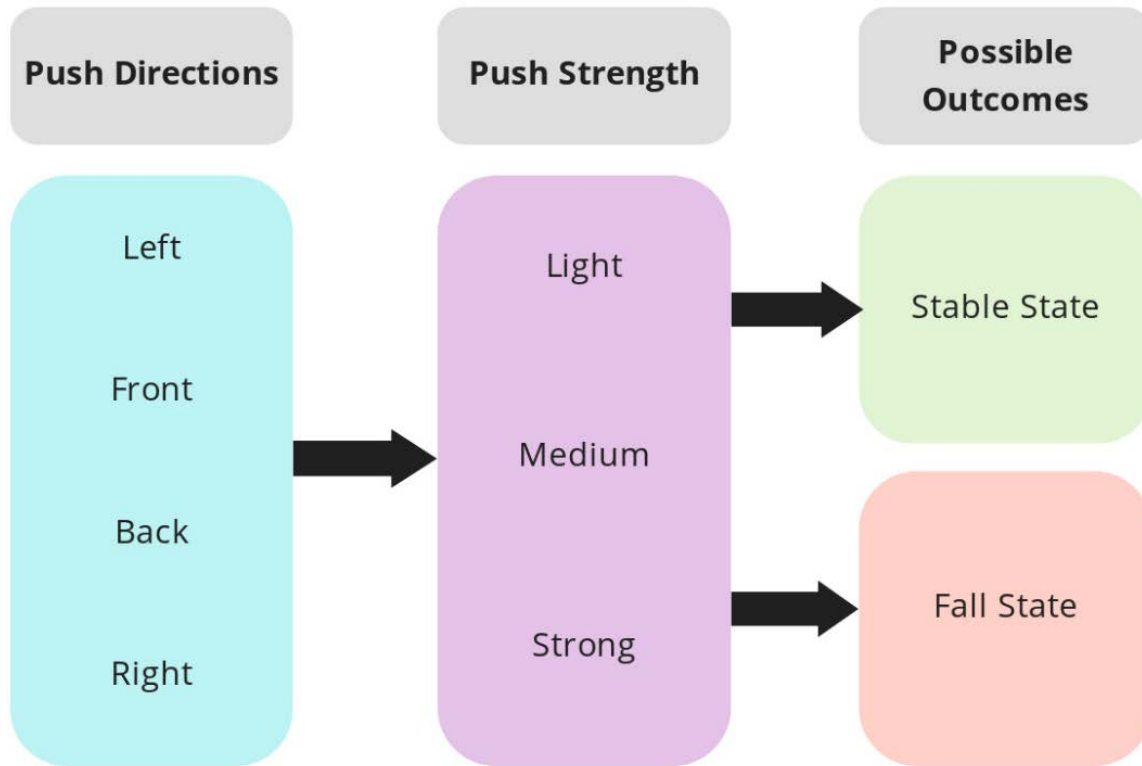 Push Directions
Push Strength
Possible
Outcomes
Left
Front
Back
Right
Light
Medium
Strong
Stable State
Fall State